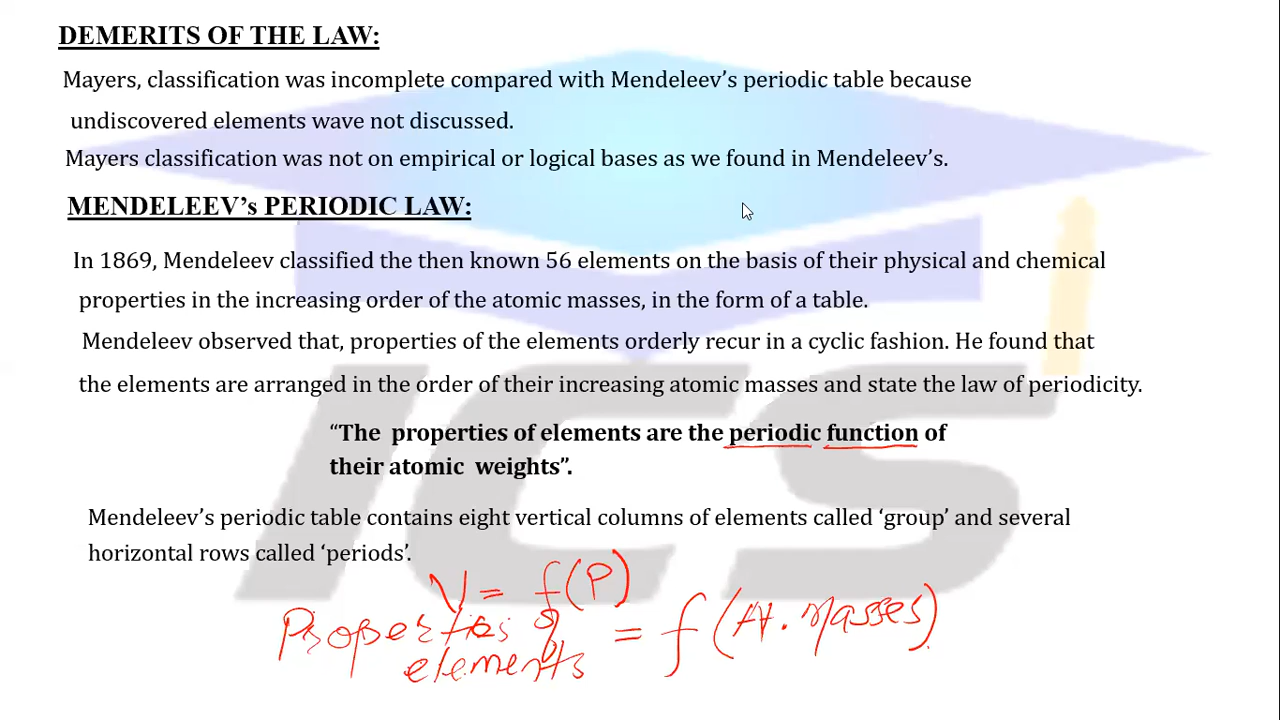 DEMERITS OF THE LAW:
Mayers, classification was incomplete compared with Mendeleev's periodic table because
undiscovered elements wave not discussed.
Mayers classification was not on empirical or logical bases as we found in Mendeleev's.
MENDELEEV's PERIODIC LAW:
In 1869, Mendeleev classified the then known 56 elements on the basis of their physical and chemical
properties in the increasing order of the atomic masses, in the form of a table.
Mendeleev observed that, properties of the elements orderly recur in a cyclic fashion. He found that
the elements are arranged in the order of their increasing atomic masses and state the law of periodicity.
“The properties of elements are the periodic function of
their atomic weights”.
Mendeleev's periodic table contains eight vertical columns of elements called ‘group’ and several
horizontal rows called ‘periods’.
V = f(P)
Properties of = f(At. Masses)
elements
ICS